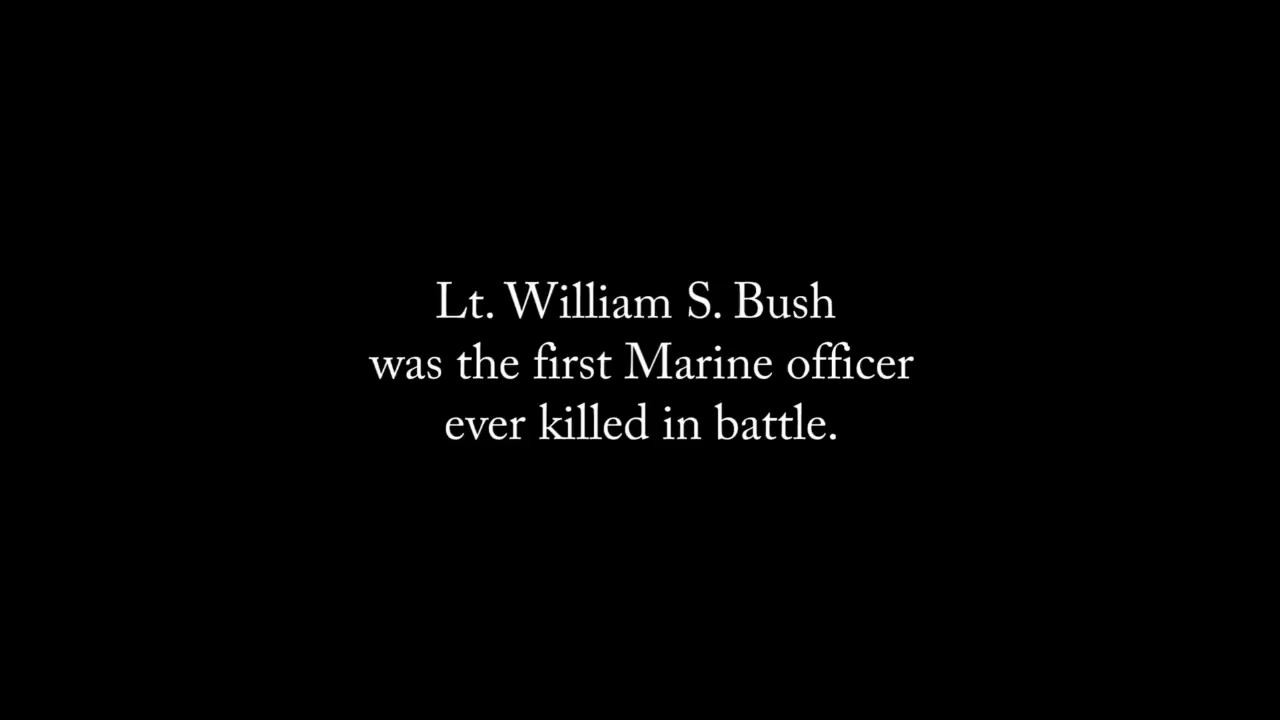 Lt. William S. Bush
was the first Marine officer
ever killed in battle.